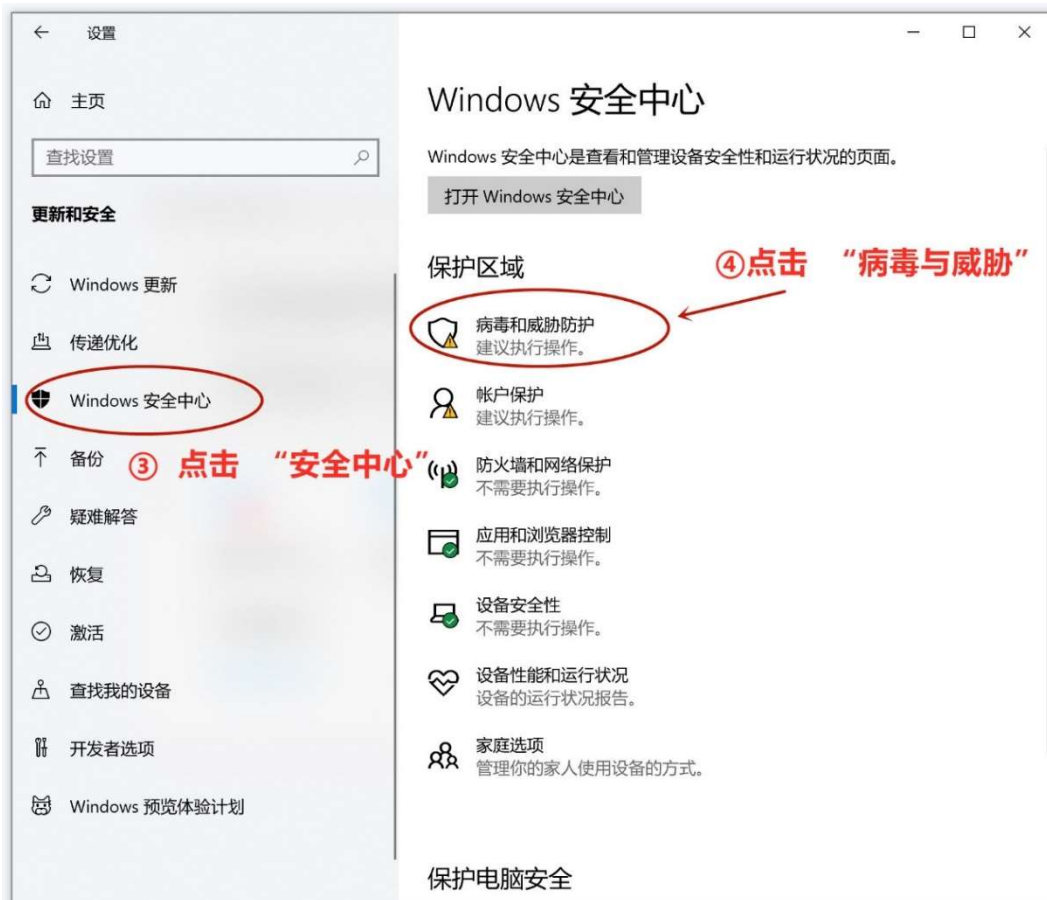 设置
主页
查找设置
更新和安全
Windows 更新
传递优化
Windows 安全中心
备份
③ 点击 “安全中心”
疑难解答
恢复
激活
查找我的设备
开发者选项
Windows 预览体验计划
Windows 安全中心
Windows 安全中心是查看和管理设备安全性和运行状况的页面。
打开 Windows 安全中心
保护区域
④点击 “病毒与威胁”
病毒和威胁防护
建议执行操作。
帐户保护
建议执行操作。
防火墙和网络保护
不需要执行操作。
应用和浏览器控制
不需要执行操作。
设备安全性
不需要执行操作。
设备性能和运行状况
设备的运行状况报告。
家庭选项
管理你的家人使用设备的方式。
保护电脑安全